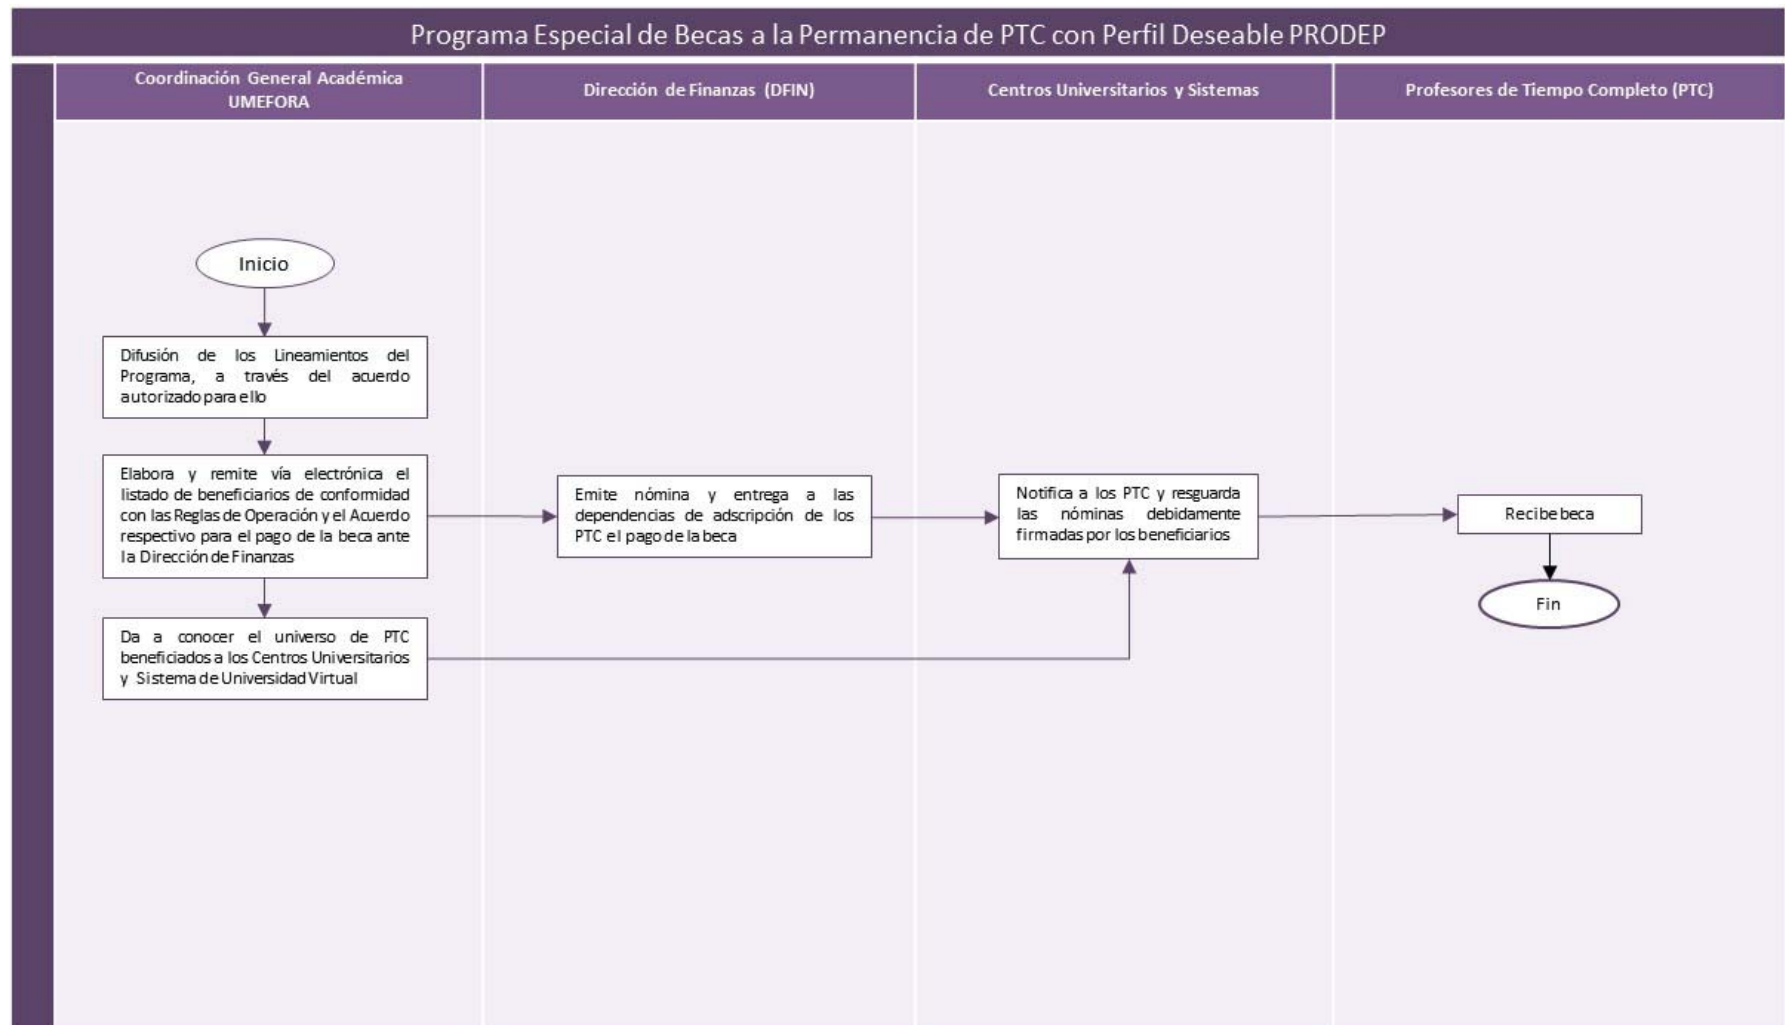 Programa Especial de Becas a la Permanencia de PTC con Perfil Deseable PRODEP
Coordinación General Académica
UMEFORA
Dirección de Finanzas (DFIN)
Centros Universitarios y Sistemas
Profesores de Tiempo Completo (PTC)
Inicio
Difusión de los Lineamientos del
Programa, a través del acuerdo
autorizado para ello
Elabora y remite vía electrónica el
listado de beneficiarios de conformidad
con las Reglas de Operación y el Acuerdo
respectivo para el pago de la beca ante
la Dirección de Finanzas
Emite nómina y entrega a las
dependencias de adscripción de los
PTC el pago de la beca
Notifica a los PTC y resguarda
las nóminas debidamente
firmadas por los beneficiarios
Recibe beca
Fin
Da a conocer el universo de PTC
beneficiados a los Centros Universitarios
y Sistema de Universidad Virtual